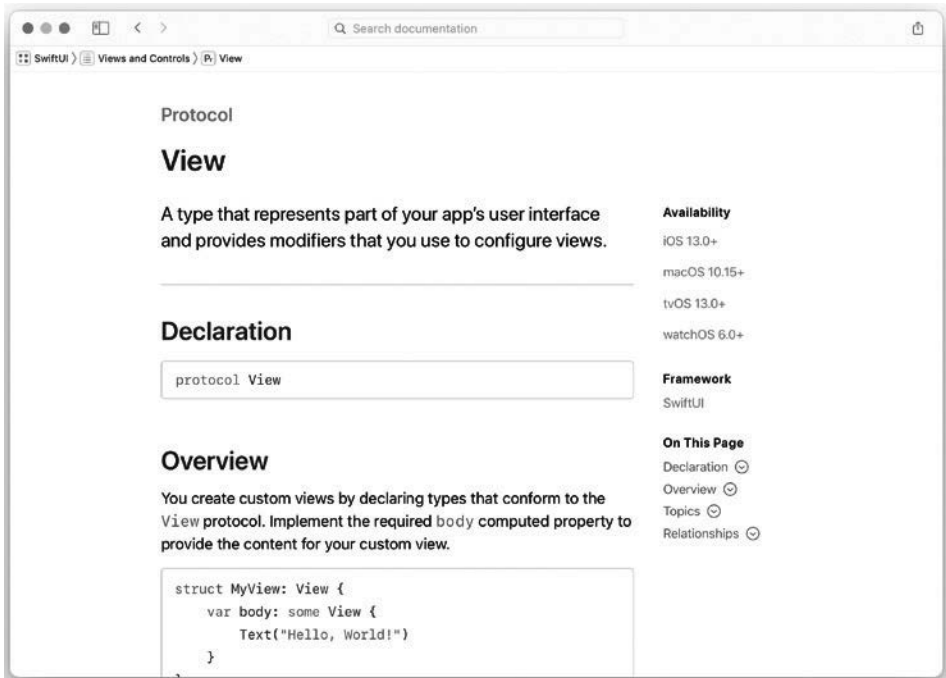 Search documentation
SwiftUI 〉 Views and Controls 〉 Pr View
Protocol
View
A type that represents part of your app's user interface
and provides modifiers that you use to configure views.
Declaration
protocol View
Overview
You create custom views by declaring types that conform to the
View protocol. Implement the required body computed property to
provide the content for your custom view.
struct MyView: View {
    var body: some View {
        Text("Hello, World!")
    }
Availability
iOS 13.0+
macOS 10.15+
tvOS 13.0+
watchOS 6.0+
Framework
SwiftUI
On This Page
Declaration
Overview
Topics
Relationships